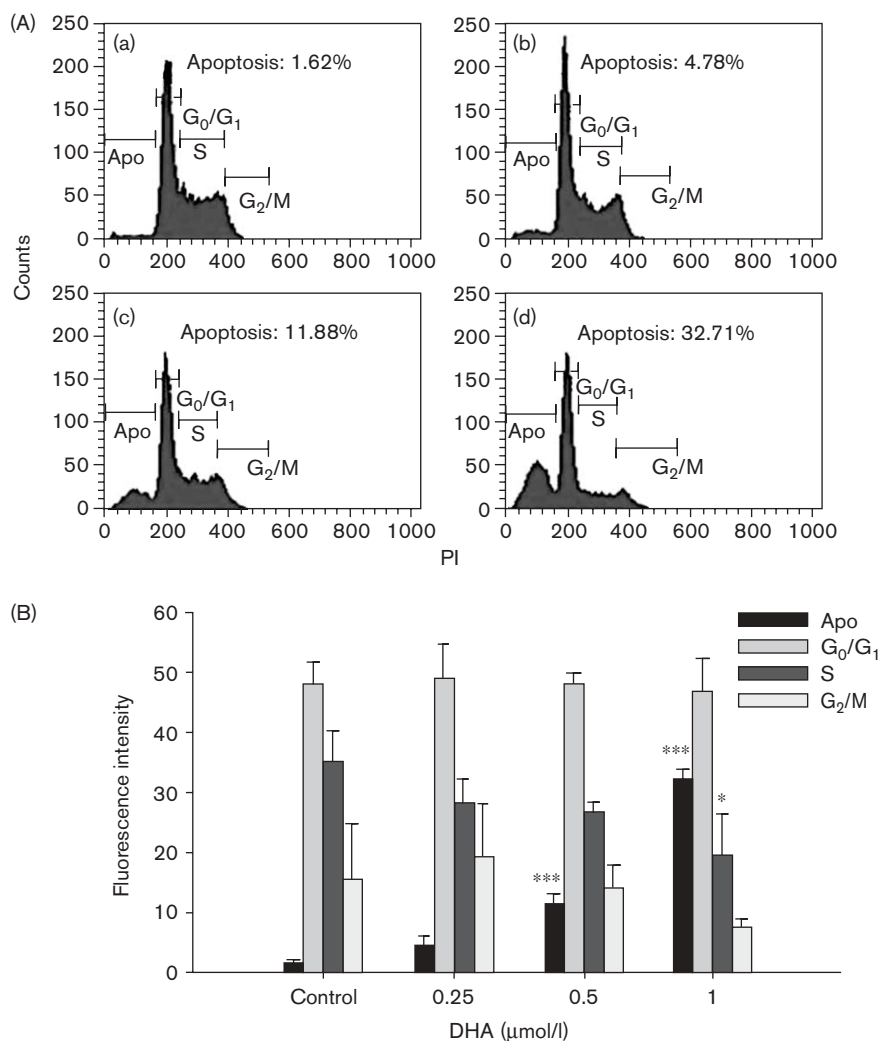 (A)
(a)
Apoptosis: 1.62%
G₀/G₁
Apo
S
G₂/M
250
200
150
100
50
0
0 200 400 600 800 1000
(b)
Apoptosis: 4.78%
G₀/G₁
Apo
S
G₂/M
250
200
150
100
50
0
0 200 400 600 800 1000
Counts
(c)
Apoptosis: 11.88%
G₀/G₁
Apo
S
G₂/M
250
200
150
100
50
0
0 200 400 600 800 1000
(d)
Apoptosis: 32.71%
G₀/G₁
Apo
S
G₂/M
250
200
150
100
50
0
0 200 400 600 800 1000
PI
(B)
60
50
40
30
20
10
0
Fluorescence intensity
Apo
G₀/G₁
S
G₂/M
***
***
*
Control 0.25 0.5 1
DHA (μmol/l)